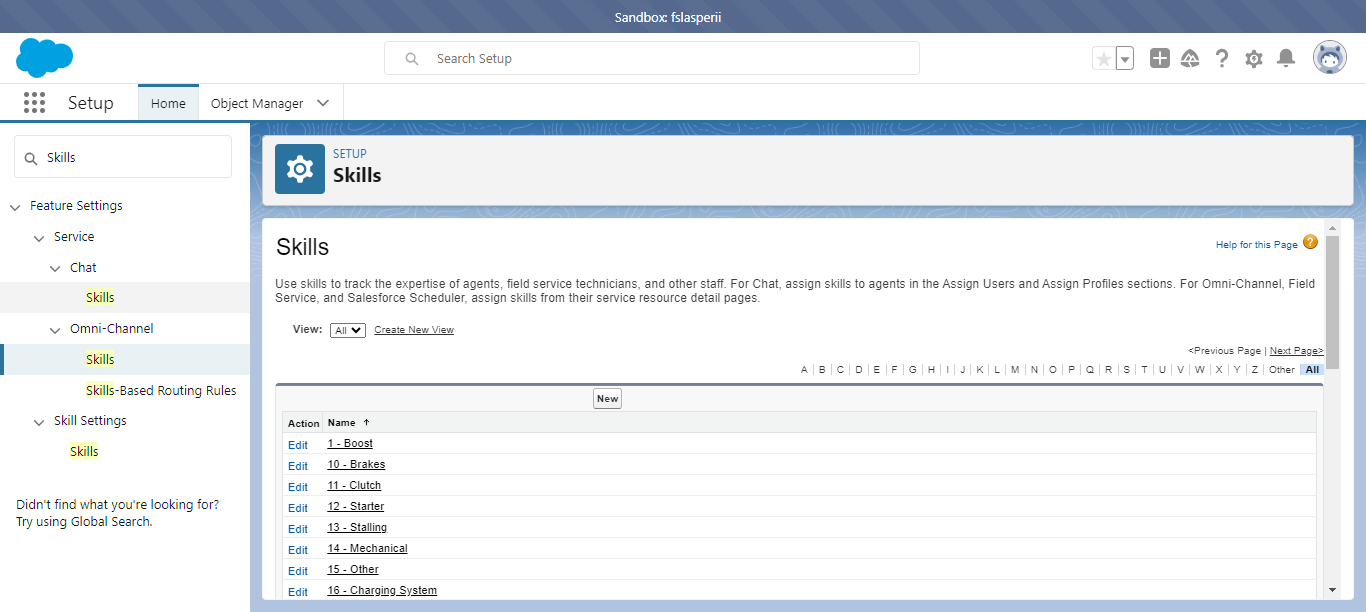 Sandbox: fslasperii
Search Setup
Setup
Home
Object Manager
Skills
Feature Settings
Service
Chat
Skills
Omni-Channel
Skills
Skills-Based Routing Rules
Skill Settings
Skills
Didn't find what you're looking for?
Try using Global Search.
SETUP
Skills
Skills
Help for this Page
Use skills to track the expertise of agents, field service technicians, and other staff. For Chat, assign skills to agents in the Assign Users and Assign Profiles sections. For Omni-Channel, Field
Service, and Salesforce Scheduler, assign skills from their service resource detail pages.
View: All Create New View
<Previous Page | Next Page>
A | B | C | D | E | F | G | H | I | J | K | L | M | N | O | P | Q | R | S | T | U | V | W | X | Y | Z | Other | All
New
Action Name ↑
Edit 1 - Boost
Edit 10 - Brakes
Edit 11 - Clutch
Edit 12 - Starter
Edit 13 - Stalling
Edit 14 - Mechanical
Edit 15 - Other
Edit 16 - Charging System